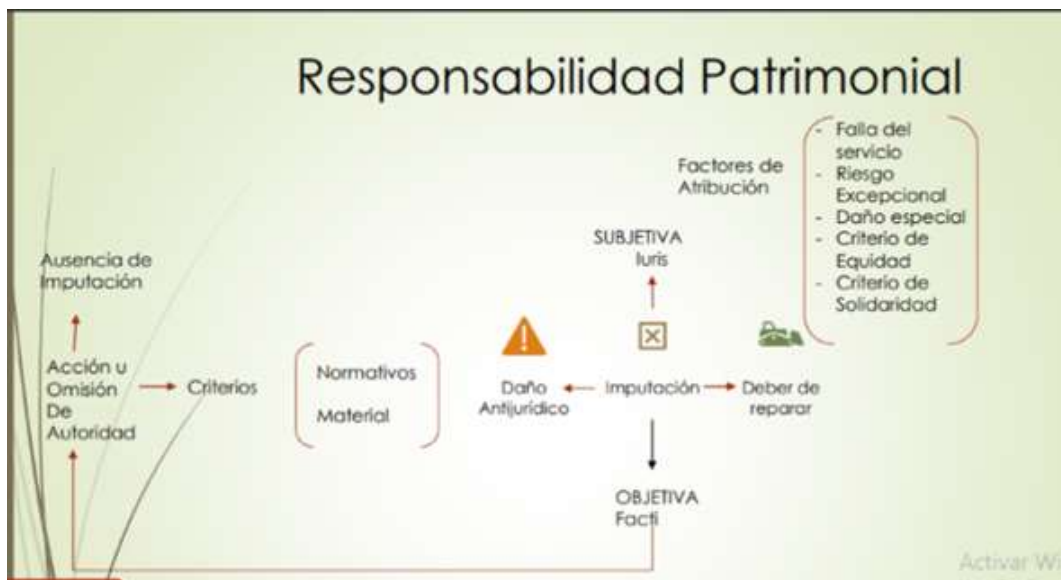 Responsabilidad Patrimonial
Factores de
Atribución
- Falla del
servicio
- Riesgo
Excepcional
- Daño especial
- Criterio de
Equidad
- Criterio de
Solidaridad
SUBJETIVA
Iuris
Ausencia de
Imputación
Acción u
Omisión
De
Autoridad
Criterios
Normativos
Material
Daño
Antijurídico
Imputación
Deber de
reparar
OBJETIVA
Facti
Activar Wi